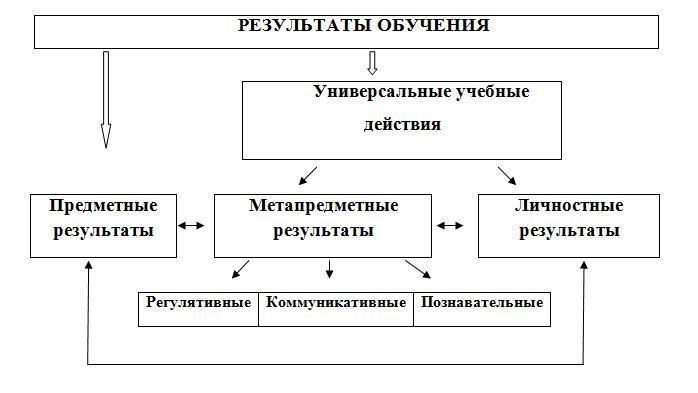 РЕЗУЛЬТАТЫ ОБУЧЕНИЯ
Универсальные учебные
действия
Предметные
результаты
Метапредметные
результаты
Личностные
результаты
Регулятивные
Коммуникативные
Познавательные